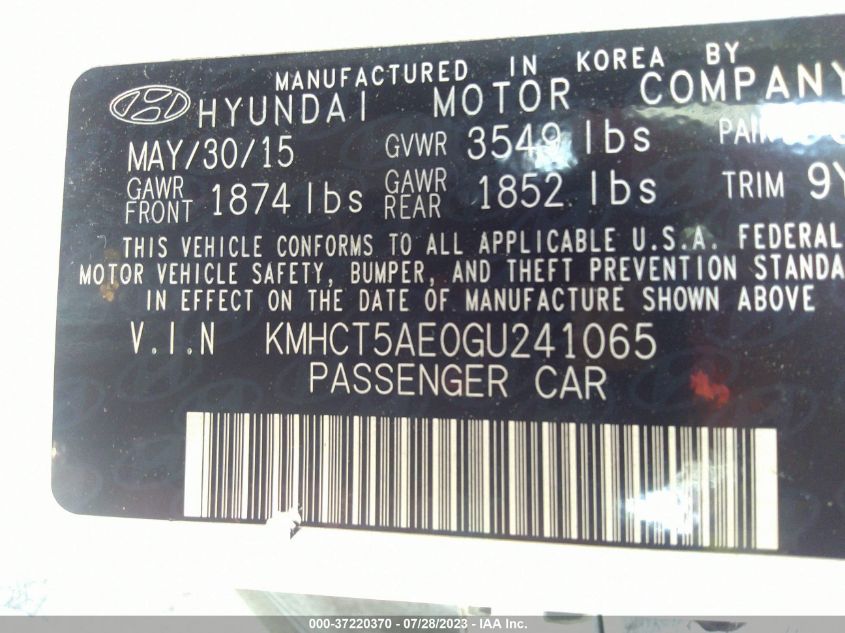 MANUFACTURED IN KOREA BY
HYUNDAI MOTOR COMPANY
MAY/30/15 GVWR 3549 lbs
GAWR FRONT 1874 lbs GAWR REAR 1852 lbs TRIM 9Y
THIS VEHICLE CONFORMS TO ALL APPLICABLE U.S.A. FEDERAL
MOTOR VEHICLE SAFETY, BUMPER, AND THEFT PREVENTION STANDA
IN EFFECT ON THE DATE OF MANUFACTURE SHOWN ABOVE
V.I.N KMHCT5AE0GU241065
PASSENGER CAR
000-37220370 - 07/28/2023 - IAA Inc.